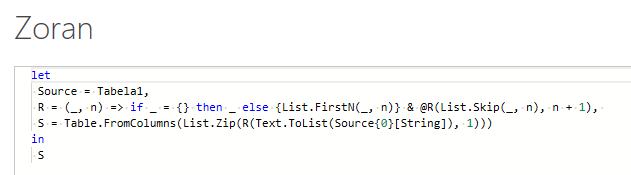 Zoran
let
Source = Tabela1,
R = (_, n) => if _ = {} then _ else {List.FirstN(_, n)} & @R(List.Skip(_, n), n + 1),
S = Table.FromColumns(List.Zip(R(Text.ToList(Source{0}[String]), 1)))
in
S